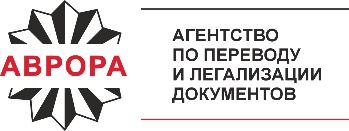 АВРОРА
АГЕНТСТВО
ПО ПЕРЕВОДУ
И ЛЕГАЛИЗАЦИИ
ДОКУМЕНТОВ